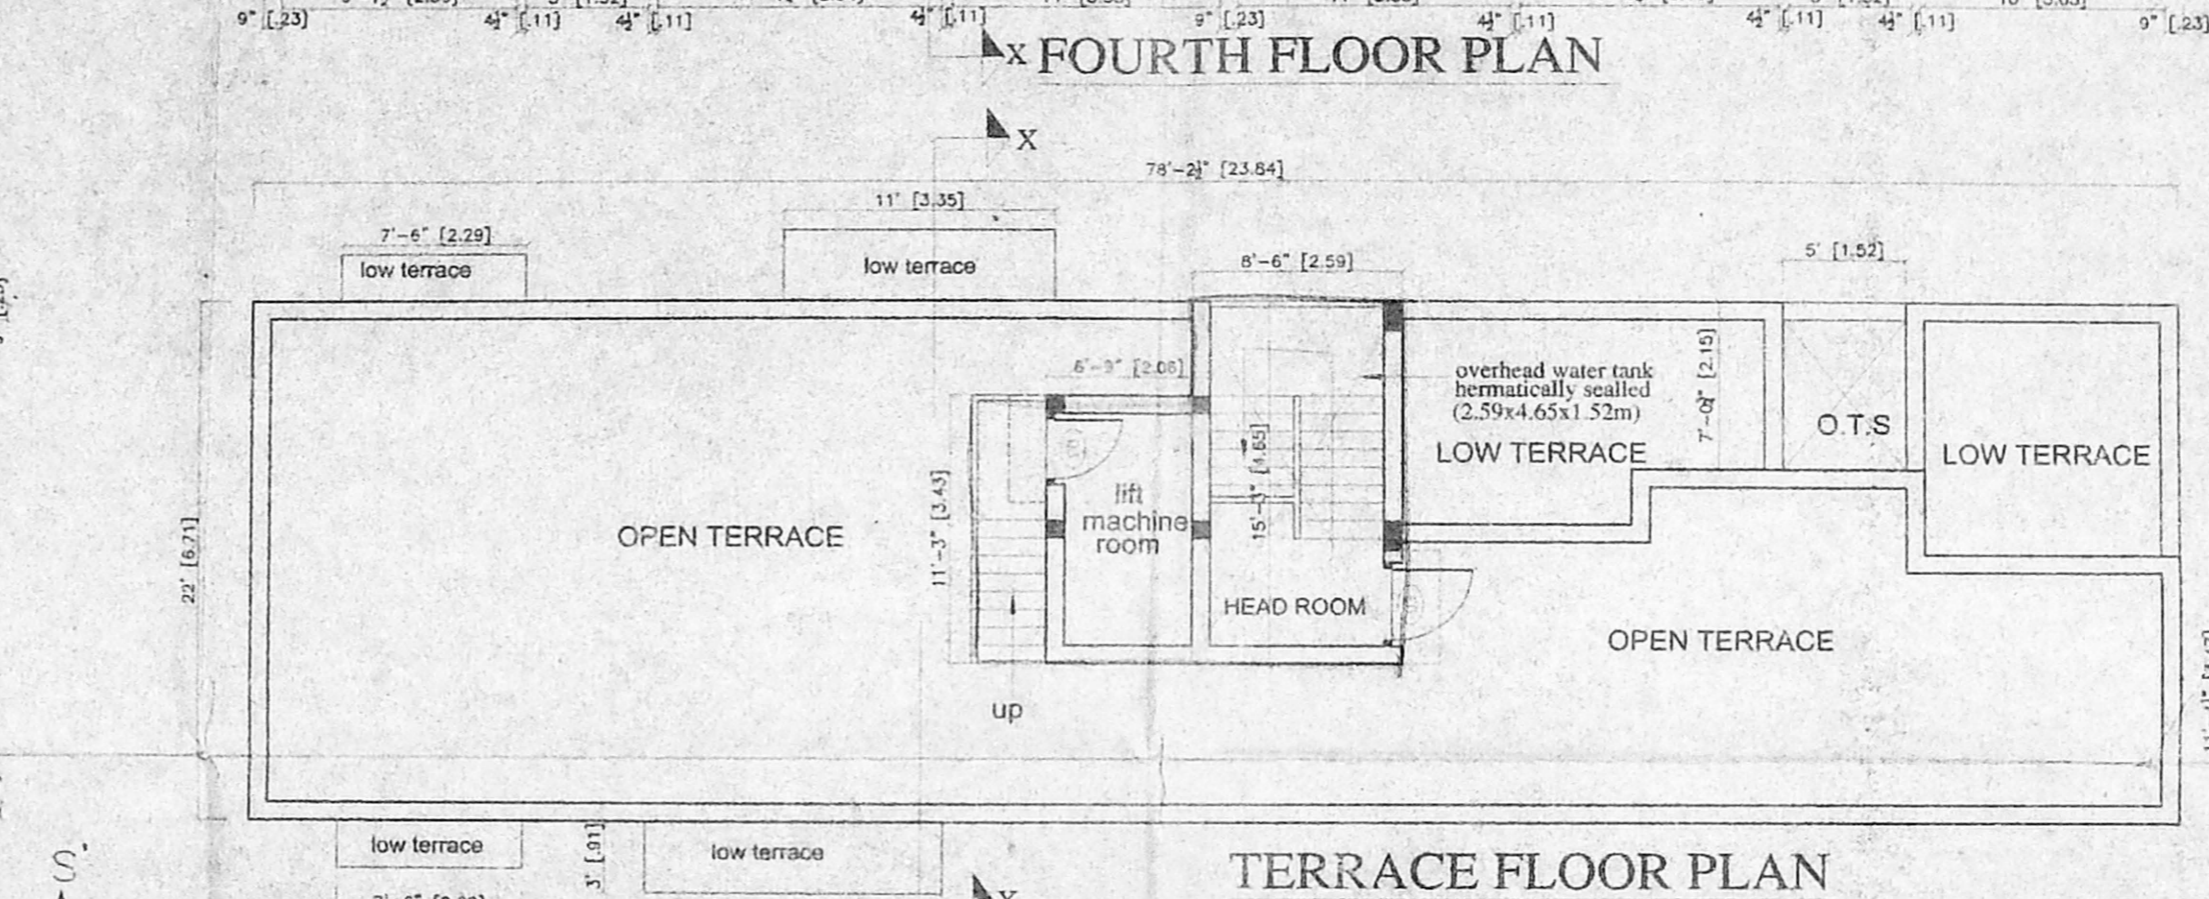 9" [.23]
4½" [.11]
4½" [.11]
4½" [.11]
9" [.23]
4½" [.11]
4½" [.11]
4½" [.11]
9" [.23]
X
FOURTH FLOOR PLAN
X
78'-2½" [23.84]
11' [3.35]
7'-6" [2.29]
low terrace
low terrace
8'-6" [2.59]
5' [1.52]
6'-9" [2.06]
overhead water tank
hermatically sealled
(2.59x4.65x1.52m)
7'-0¾" [2.15]
LOW TERRACE
O.T.S
LOW TERRACE
22' [6.71]
OPEN TERRACE
11'-3" [3.43]
lift
machine
room
15'-3" [4.65]
HEAD ROOM
OPEN TERRACE
up
low terrace
3' [.91]
low terrace
S'
TERRACE FLOOR PLAN